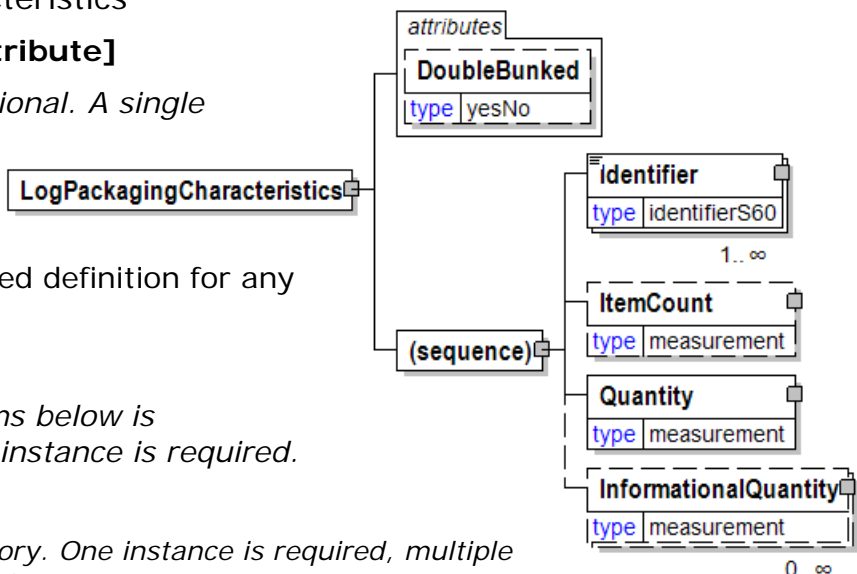 cteristics
tribute]
ional. A single
ed definition for any
ns below is
instance is required.
ory. One instance is required, multiple
attributes
DoubleBunked
type yesNo
LogPackagingCharacteristics
(sequence)
Identifier
type identifierS60
1.. ∞
ItemCount
type measurement
Quantity
type measurement
InformationalQuantity
type measurement
0.. ∞